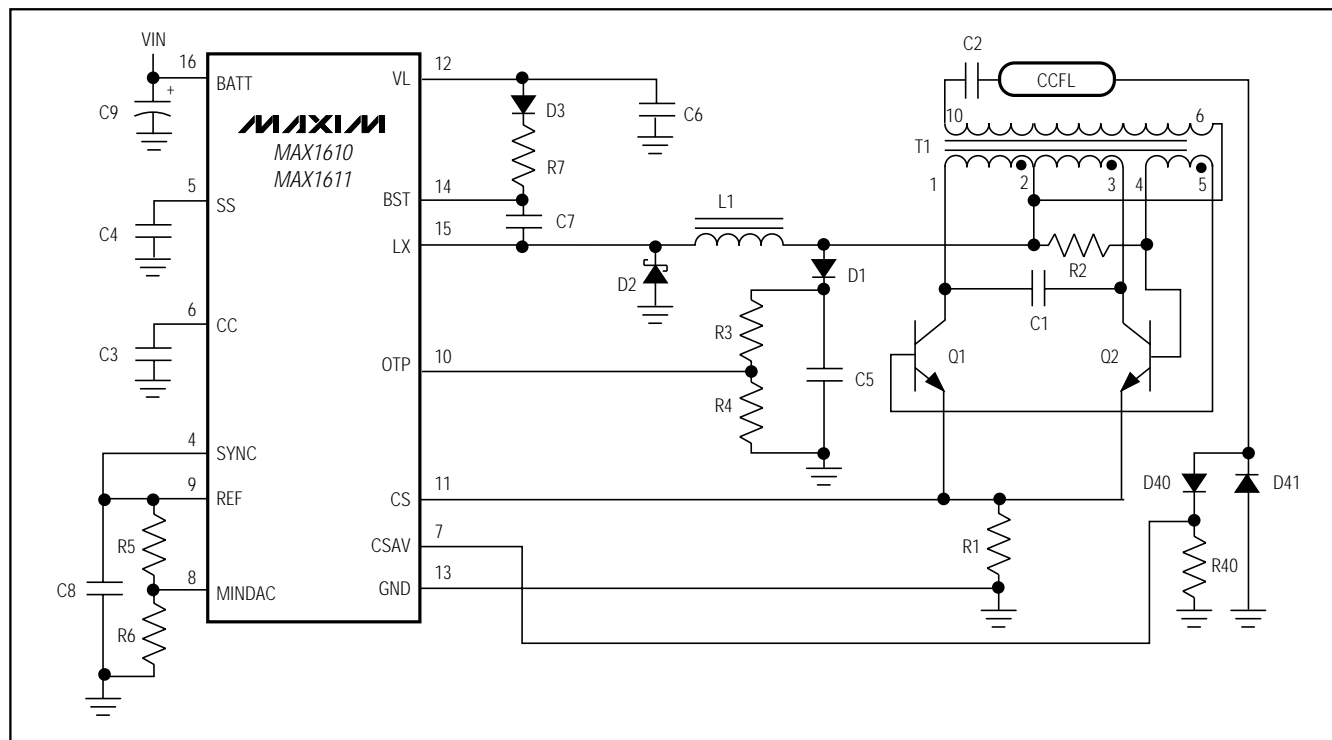 VIN
16
BATT
C9
+
MAXIM
MAX1610
MAX1611
VL
12
D3
R7
C6
5
SS
C4
BST
14
C7
LX
15
L1
D2
D1
6
CC
C3
OTP
10
R3
R4
C5
4
SYNC
9
REF
R5
C8
8
MINDAC
R6
CS
11
CSAV
7
GND
13
R1
C2
CCFL
10
6
T1
1
2
3
4
5
R2
C1
Q1
Q2
D40
D41
R40